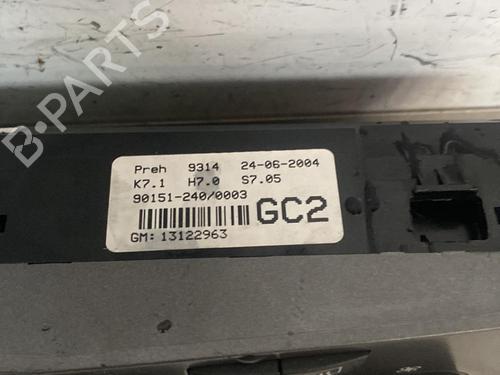 Preh 9314 24-06-2004
K7.1 H7.0 S7.05
90151-240/0003
GC2
GM: 13122963
B-PARTS